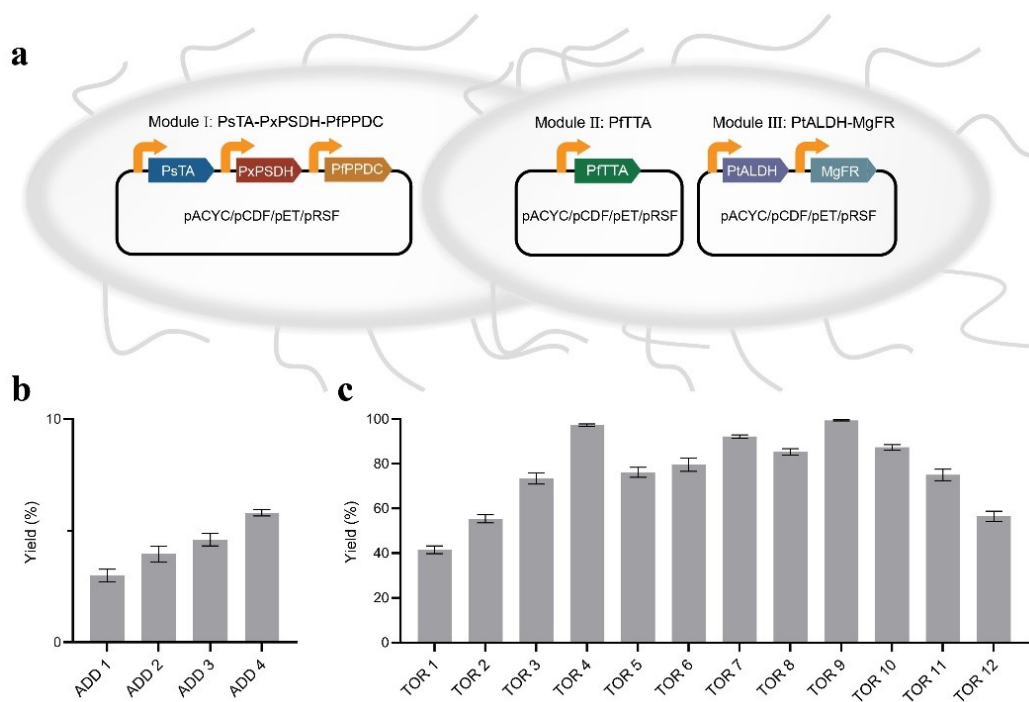 a
Module I: PsTA-PxPSDH-PfPPDC
Module II: PfTTA
Module III: PtALDH-MgFR
PsTA
PxPSDH
PfPPDC
PfTTA
PtALDH
MgFR
pACYC/pCDF/pET/pRSF
pACYC/pCDF/pET/pRSF
pACYC/pCDF/pET/pRSF
b
10
0
Yield (%)
ADD 1
ADD 2
ADD 3
ADD 4
c
100
80
60
40
20
0
Yield (%)
TOR 1
TOR 2
TOR 3
TOR 4
TOR 5
TOR 6
TOR 7
TOR 8
TOR 9
TOR 10
TOR 11
TOR 12